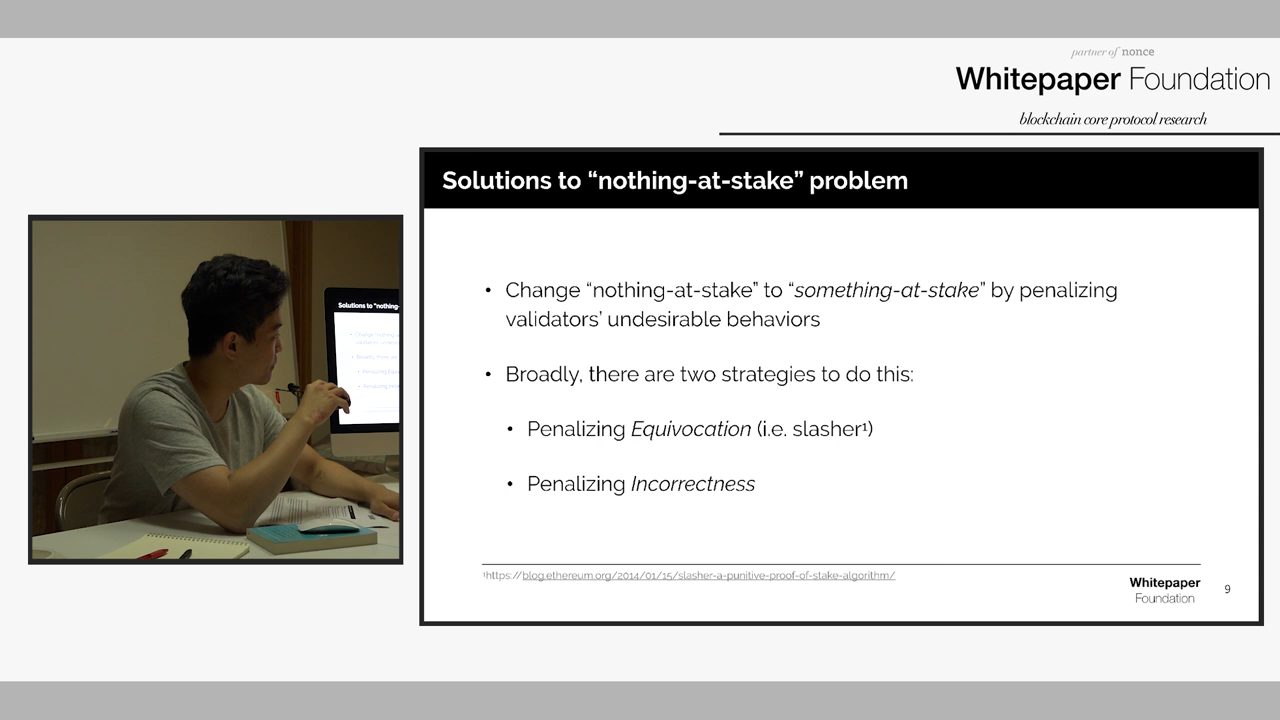 partner of nonce
Whitepaper Foundation
blockchain core protocol research
Solutions to “nothing-at-stake” problem
• Change “nothing-at-stake” to “something-at-stake” by penalizing
validators’ undesirable behaviors
• Broadly, there are two strategies to do this:
• Penalizing Equivocation (i.e. slasher¹)
• Penalizing Incorrectness
¹https://blog.ethereum.org/2014/01/15/slasher-a-punitive-proof-of-stake-algorithm/
Whitepaper
Foundation
9
Solutions to “nothing-